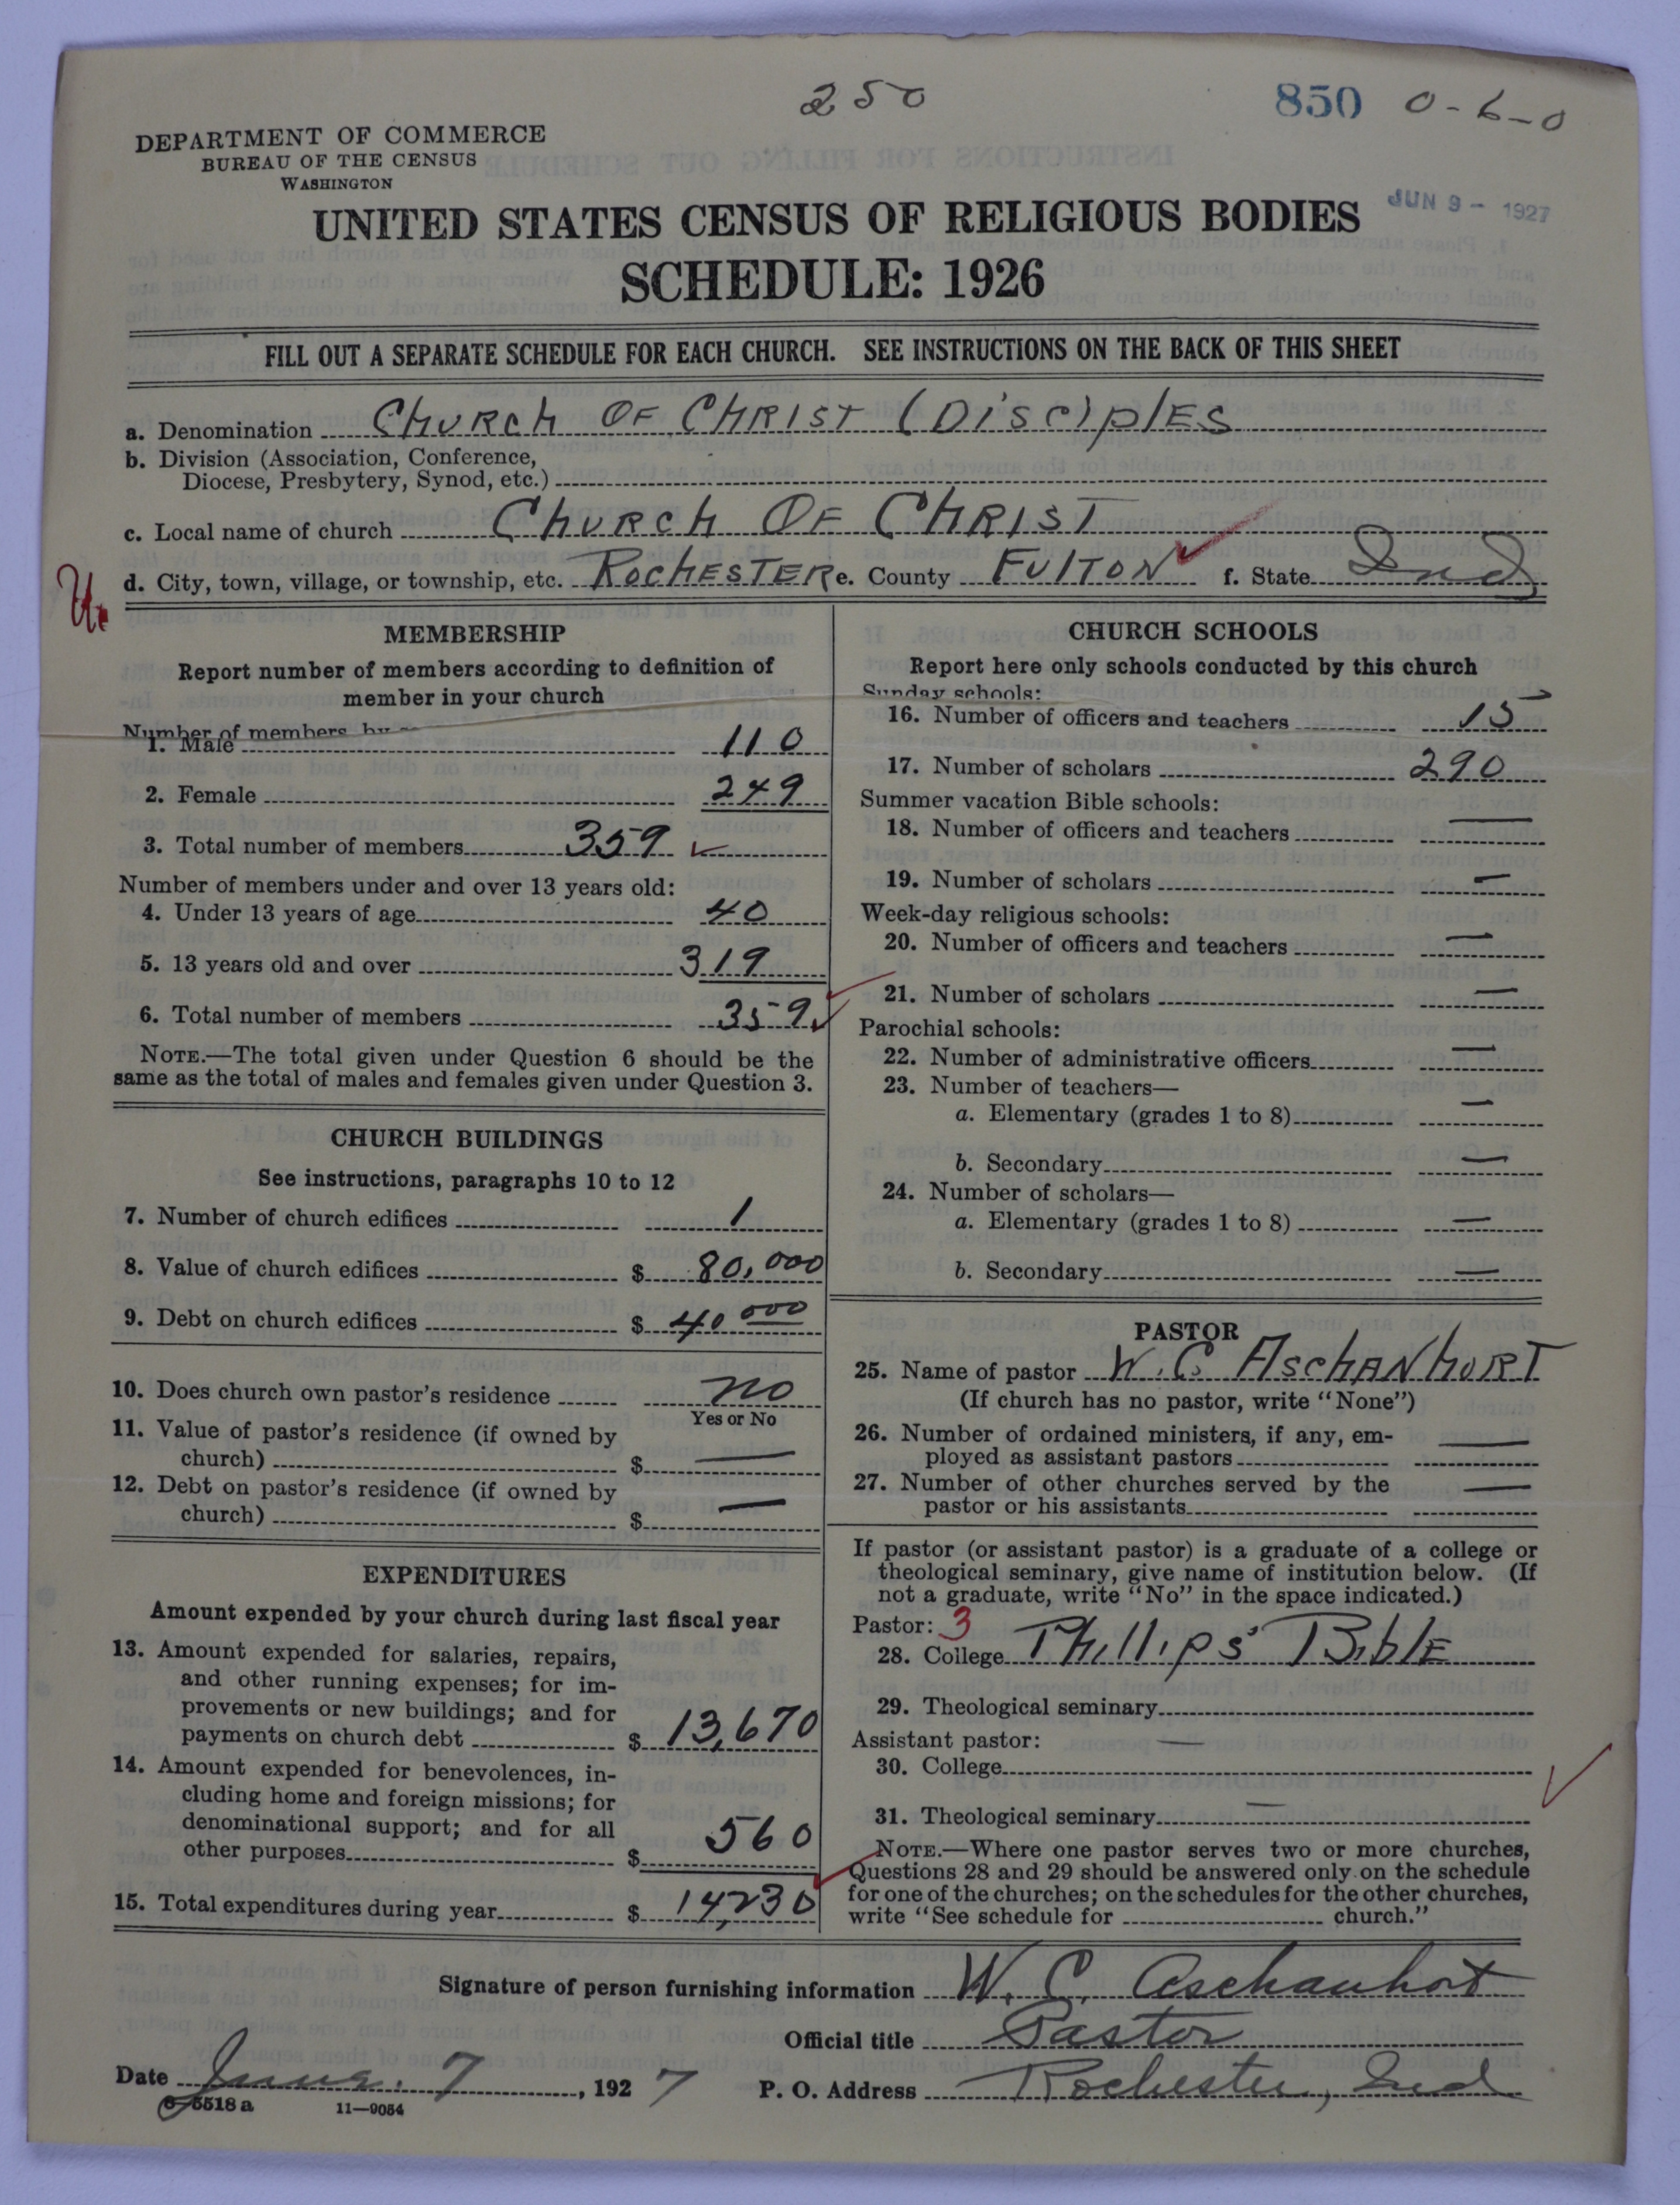 250
850 0-6-0
DEPARTMENT OF COMMERCE
BUREAU OF THE CENSUS
WASHINGTON
JUN 9 - 1927
UNITED STATES CENSUS OF RELIGIOUS BODIES
SCHEDULE: 1926
FILL OUT A SEPARATE SCHEDULE FOR EACH CHURCH. SEE INSTRUCTIONS ON THE BACK OF THIS SHEET
a. Denomination ChURCh OF ChRIST (DisciplES
b. Division (Association, Conference,
Diocese, Presbytery, Synod, etc.)
c. Local name of church ChURCh OF ChRIST
d. City, town, village, or township, etc. RochESTER e. County FulTON f. State Ind
MEMBERSHIP
Report number of members according to definition of
member in your church
Number of members by
1. Male 110
2. Female 249
3. Total number of members 359
Number of members under and over 13 years old:
4. Under 13 years of age 40
5. 13 years old and over 319
6. Total number of members 359
NOTE.—The total given under Question 6 should be the
same as the total of males and females given under Question 3.
CHURCH BUILDINGS
See instructions, paragraphs 10 to 12
7. Number of church edifices 1
8. Value of church edifices $ 80,000
9. Debt on church edifices $ 40 000
10. Does church own pastor's residence no
Yes or No
11. Value of pastor's residence (if owned by
church) $ —
12. Debt on pastor's residence (if owned by
church) $ —
EXPENDITURES
Amount expended by your church during last fiscal year
13. Amount expended for salaries, repairs,
and other running expenses; for im-
provements or new buildings; and for
payments on church debt $ 13,670
14. Amount expended for benevolences, in-
cluding home and foreign missions; for
denominational support; and for all
other purposes $ 560
15. Total expenditures during year $ 14,230
CHURCH SCHOOLS
Report here only schools conducted by this church
Sunday schools:
16. Number of officers and teachers 15
17. Number of scholars 290
Summer vacation Bible schools:
18. Number of officers and teachers —
19. Number of scholars —
Week-day religious schools:
20. Number of officers and teachers —
21. Number of scholars —
Parochial schools:
22. Number of administrative officers —
23. Number of teachers—
a. Elementary (grades 1 to 8) —
b. Secondary —
24. Number of scholars—
a. Elementary (grades 1 to 8) —
b. Secondary —
PASTOR
25. Name of pastor W. C. ASchANhURT
(If church has no pastor, write "None")
26. Number of ordained ministers, if any, em-
ployed as assistant pastors —
27. Number of other churches served by the
pastor or his assistants —
If pastor (or assistant pastor) is a graduate of a college or
theological seminary, give name of institution below. (If
not a graduate, write "No" in the space indicated.)
Pastor: 3
28. College Phillips' BiblE
29. Theological seminary
Assistant pastor: —
30. College
31. Theological seminary —
NOTE.—Where one pastor serves two or more churches,
Questions 28 and 29 should be answered only on the schedule
for one of the churches; on the schedules for the other churches,
write "See schedule for church."
Signature of person furnishing information W. C. Aschanhort
Official title Pastor
Date June. 7, 1927 P. O. Address Rochester, Ind
5518 a 11—9054